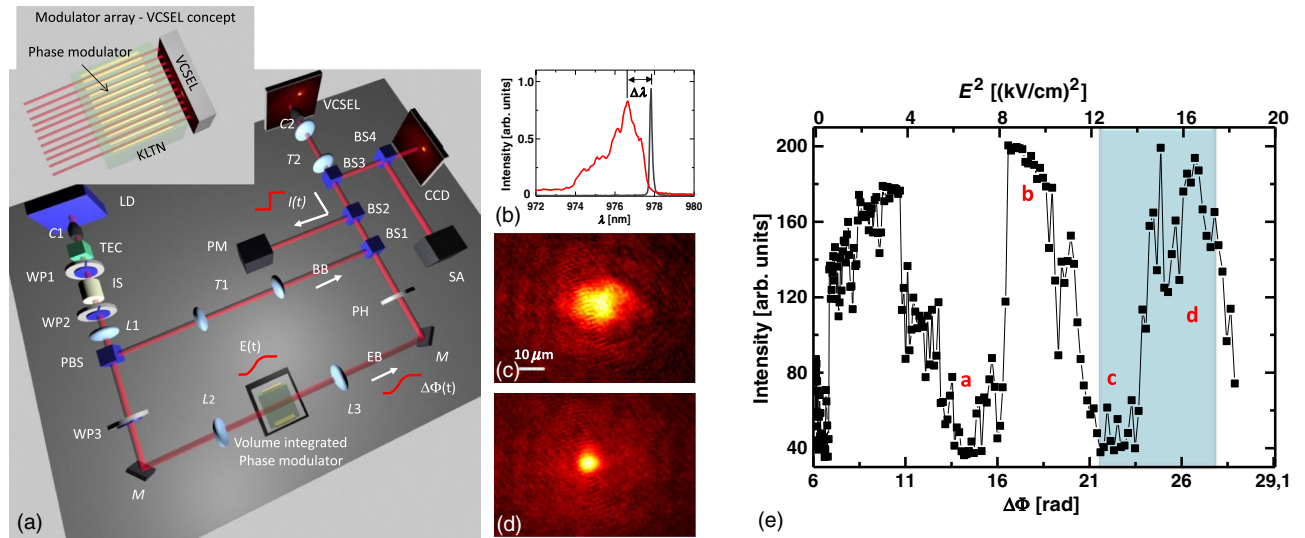 Modulator array - VCSEL concept
Phase modulator
VCSEL
KLTN
LD
C1
TEC
WP1
IS
WP2
L1
PBS
WP3
M
L2
E(t)
Volume integrated
Phase modulator
L3
EB
ΔΦ(t)
M
PH
T1
BB
PM
I(t)
BS1
BS2
BS3
BS4
T2
C2
VCSEL
CCD
SA
(a)
Intensity [arb. units]
1.0
0.5
0.0
Δλ
972 974 976 978 980
λ [nm]
(b)
10 μm
(c)
(d)
E² [(kV/cm)²]
0 4 8 12 16 20
Intensity [arb. units]
200
160
120
80
40
a
b
c
d
6 11 16 21 26 29,1
ΔΦ [rad]
(e)